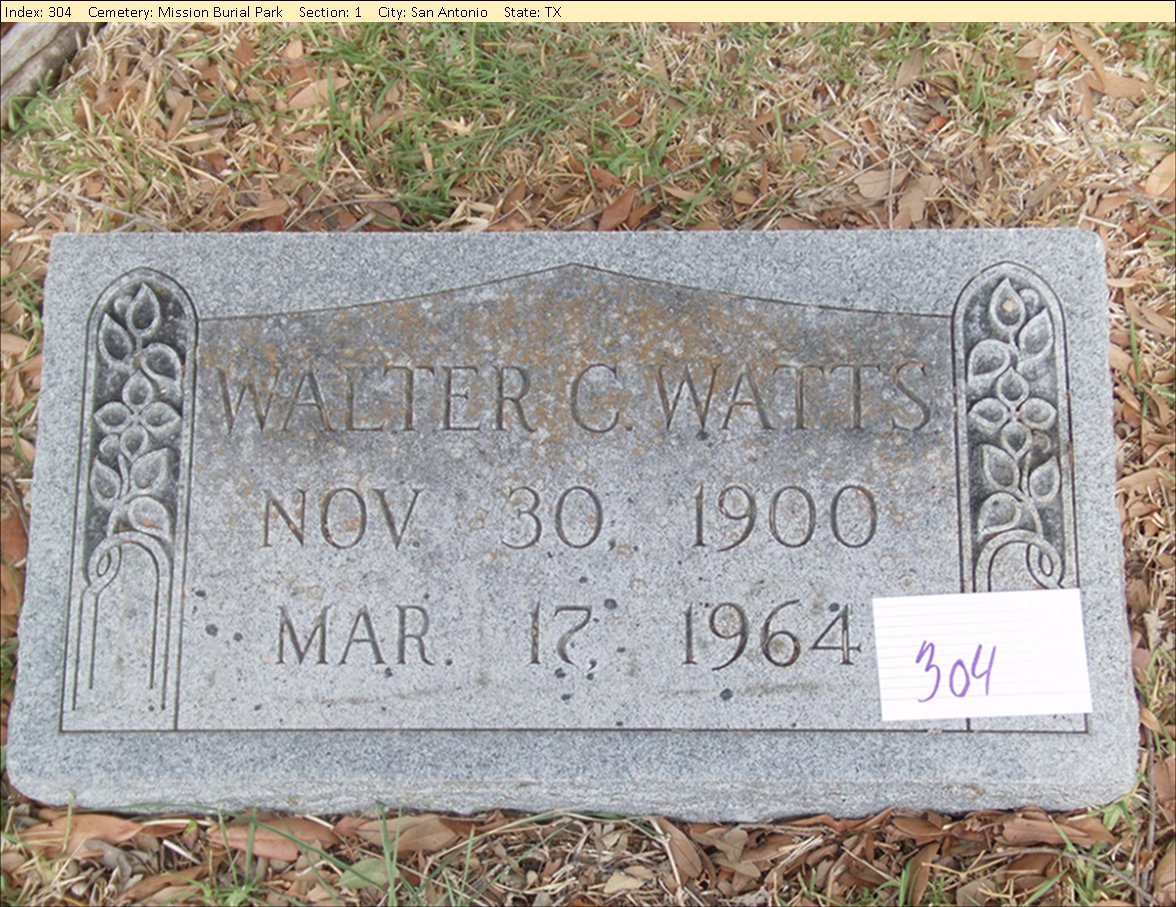 Index: 304 Cemetery: Mission Burial Park Section: 1 City: San Antonio State: TX
WALTER C. WATTS
NOV. 30, 1900
MAR. 17, 1964
304